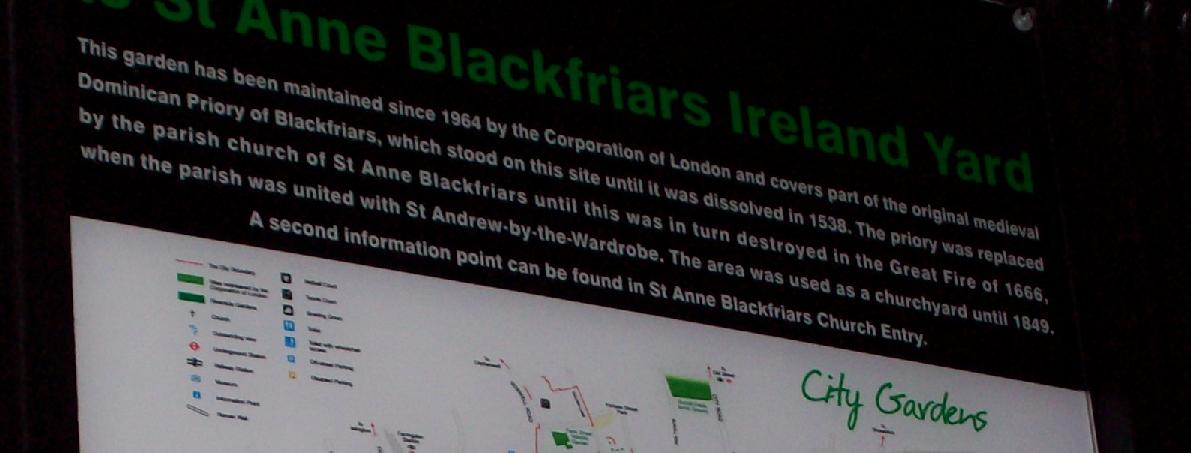 St Anne Blackfriars Ireland Yard
This garden has been maintained since 1964 by the Corporation of London and covers part of the original medieval
Dominican Priory of Blackfriars, which stood on this site until it was dissolved in 1538. The priory was replaced
by the parish church of St Anne Blackfriars until this was in turn destroyed in the Great Fire of 1666,
when the parish was united with St Andrew-by-the-Wardrobe. The area was used as a churchyard until 1849.
A second information point can be found in St Anne Blackfriars Church Entry.
City Gardens